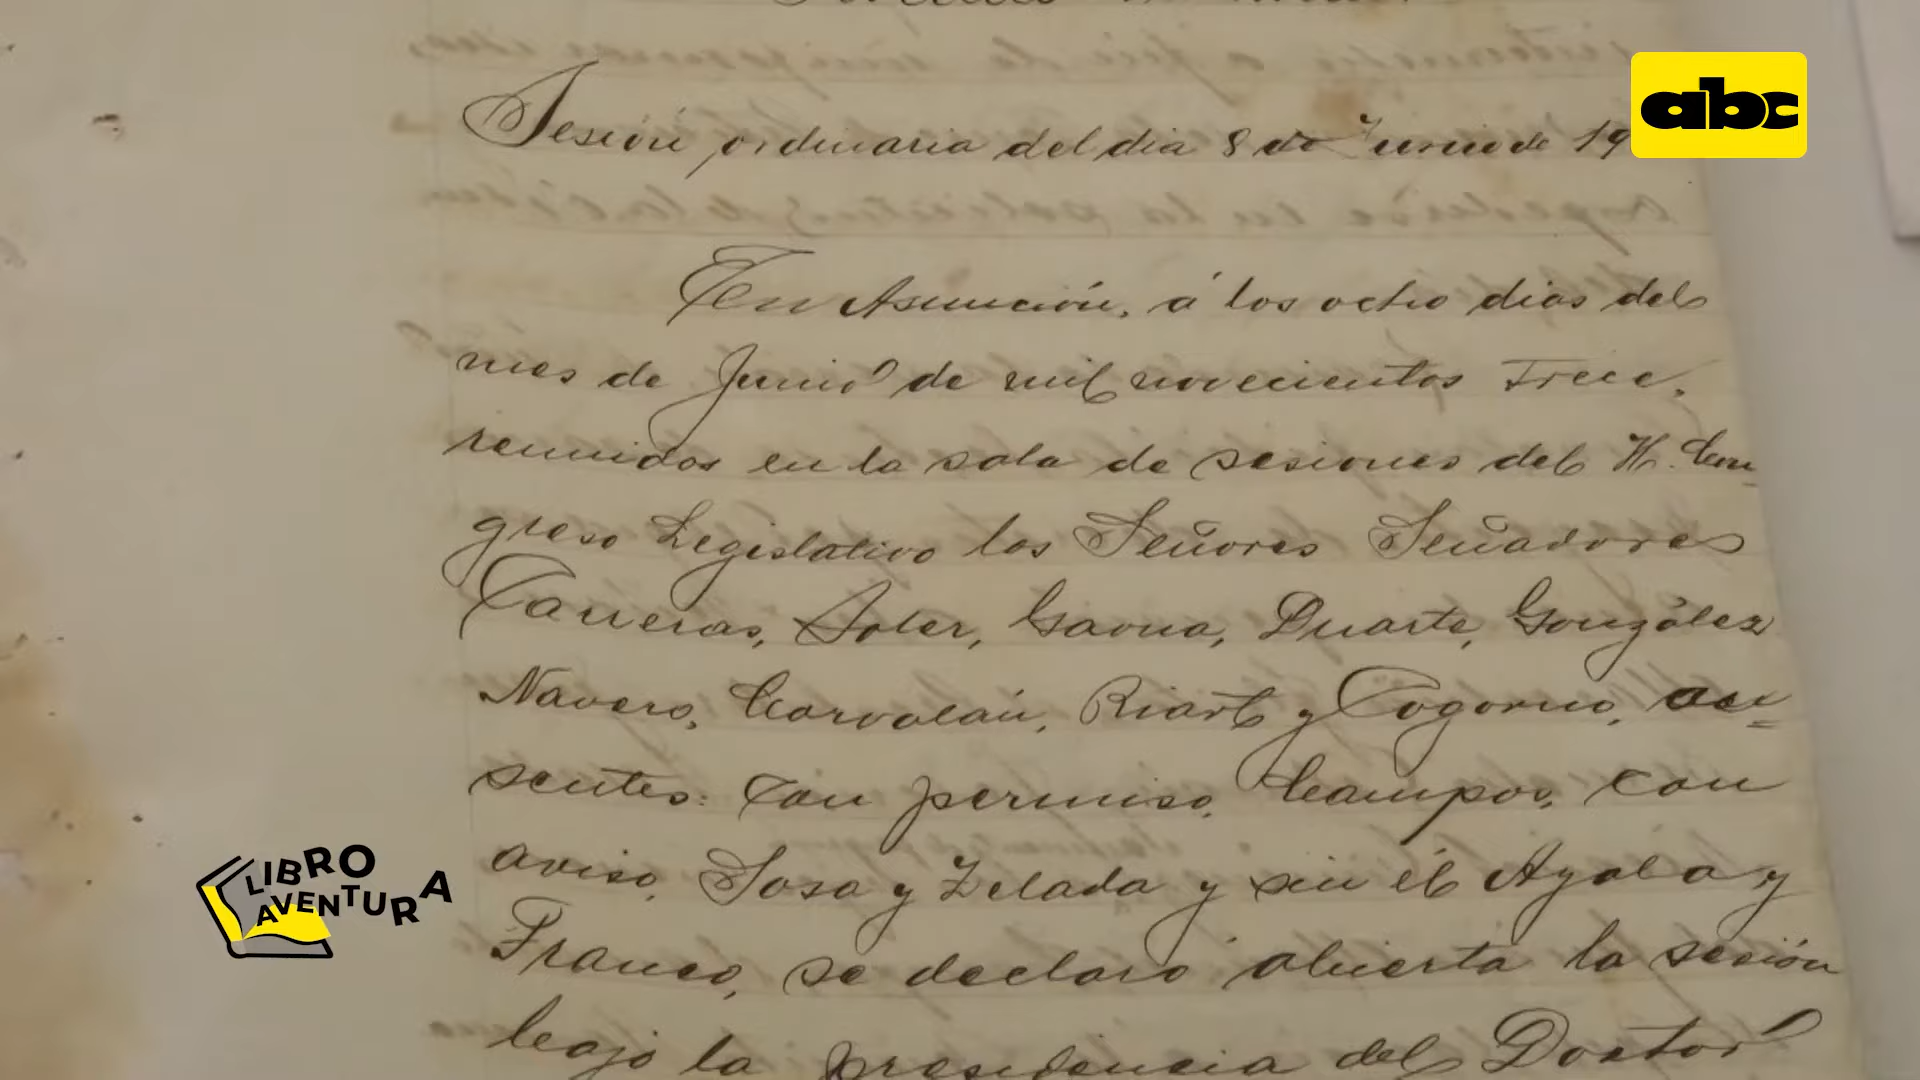 Sesión ordinaria del dia 8 de Junio de 19
abc
En Asunción, á los ocho dias del
mes de Junio de mil novecientos trece,
reunidos en la sala de sesiones del H. Con
greso Legislativo los Señores Señadores
Carreras, Soler, Gaona, Duarte, González
Navero, Corvalán, Riart y Cogorno, au=
sentes: Con permiso, Campos, con
aviso, Sosa y Zelada y sin él Ayala y
Franco, se declaró abierta la sesión
bajo la presidencia del Doctor
LIBRO
AVENTURA